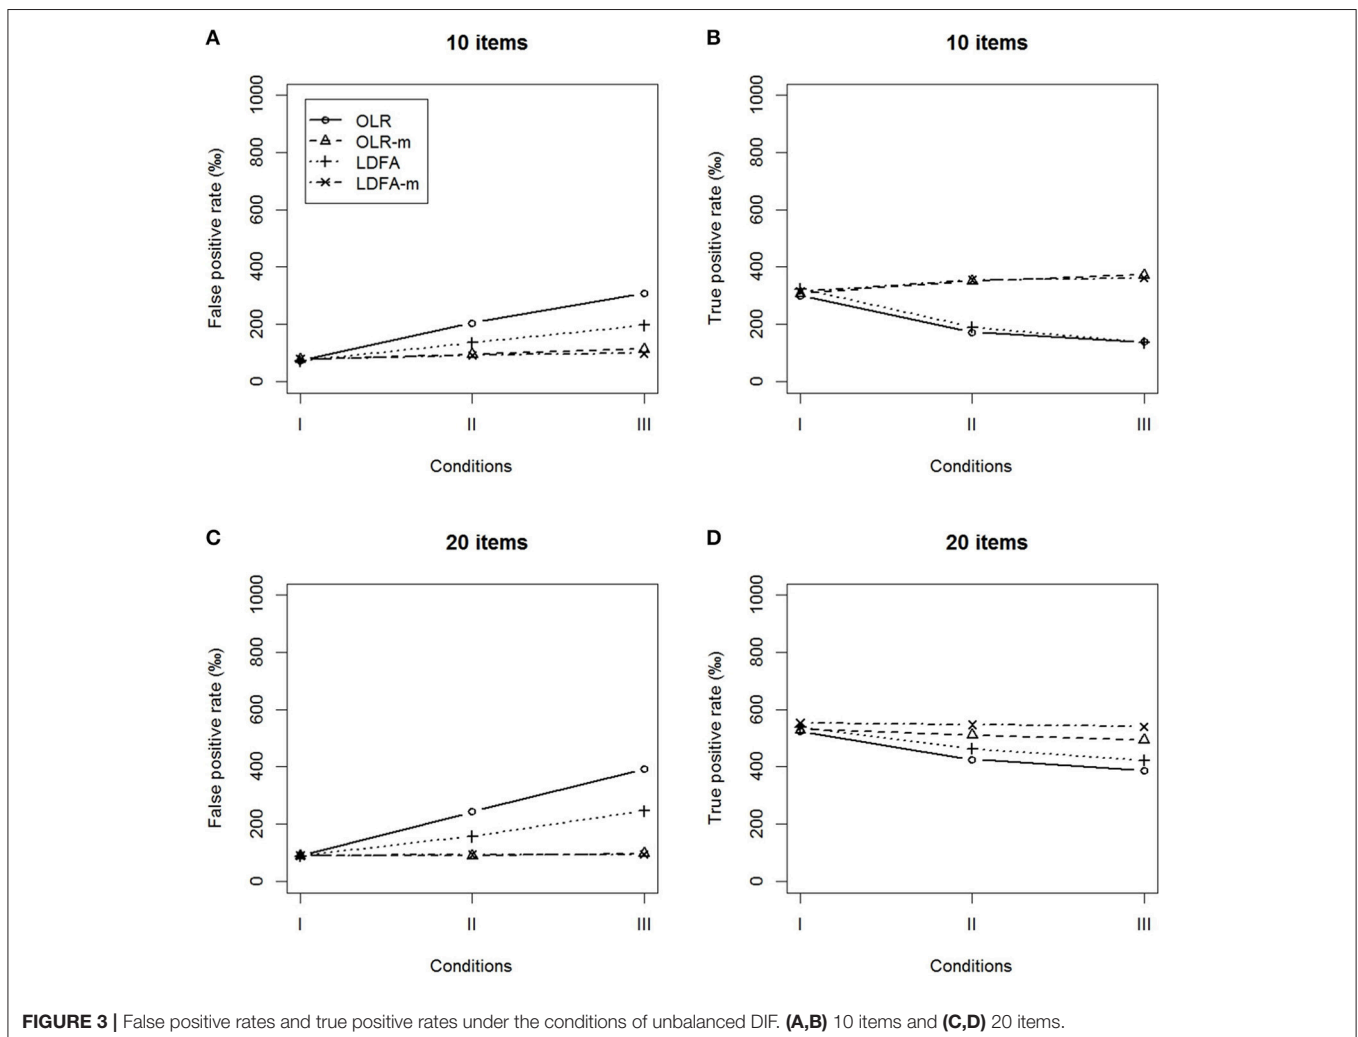 A
10 items
False positive rate (‰)
0
200
400
600
800
1000
OLR
OLR-m
LDFA
LDFA-m
I
II
III
Conditions
B
10 items
True positive rate (‰)
0
200
400
600
800
1000
I
II
III
Conditions
C
20 items
False positive rate (‰)
0
200
400
600
800
1000
I
II
III
Conditions
D
20 items
True positive rate (‰)
0
200
400
600
800
1000
I
II
III
Conditions
FIGURE 3 | False positive rates and true positive rates under the conditions of unbalanced DIF. (A,B) 10 items and (C,D) 20 items.